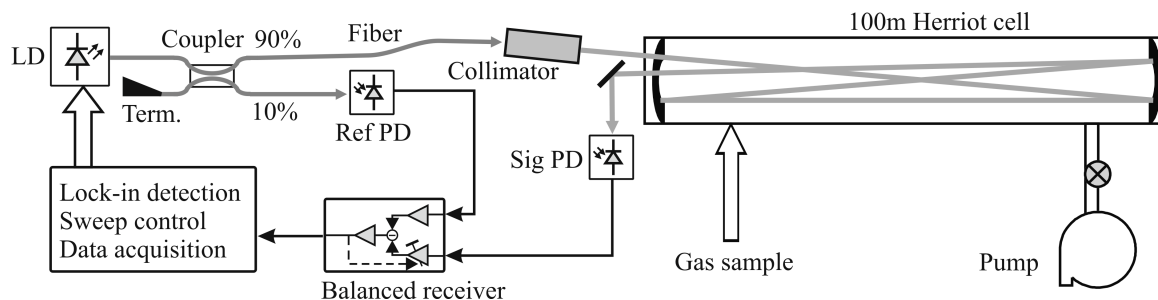 100m Herriot cell
LD
Coupler
90%
Fiber
Collimator
Term.
10%
Ref PD
Sig PD
Lock-in detection
Sweep control
Data acquisition
Gas sample
Pump
Balanced receiver